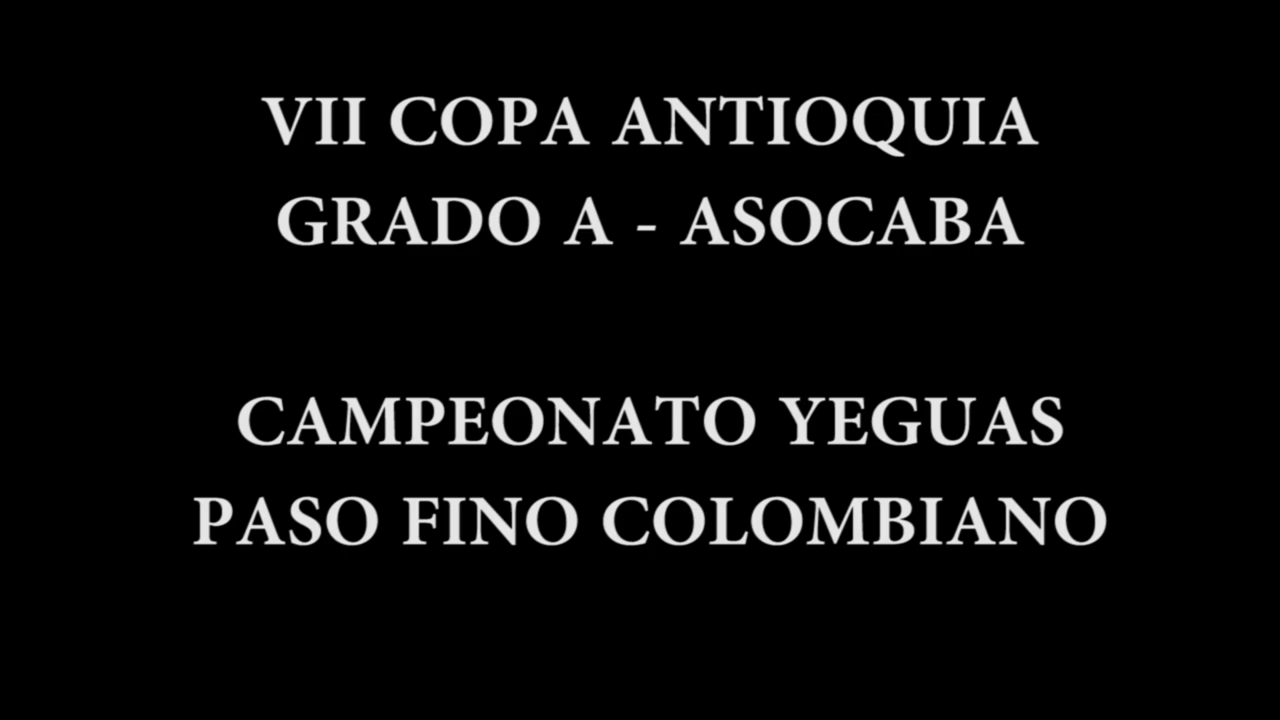 VII COPA ANTIOQUIA
GRADO A - ASOCABA
CAMPEONATO YEGUAS
PASO FINO COLOMBIANO